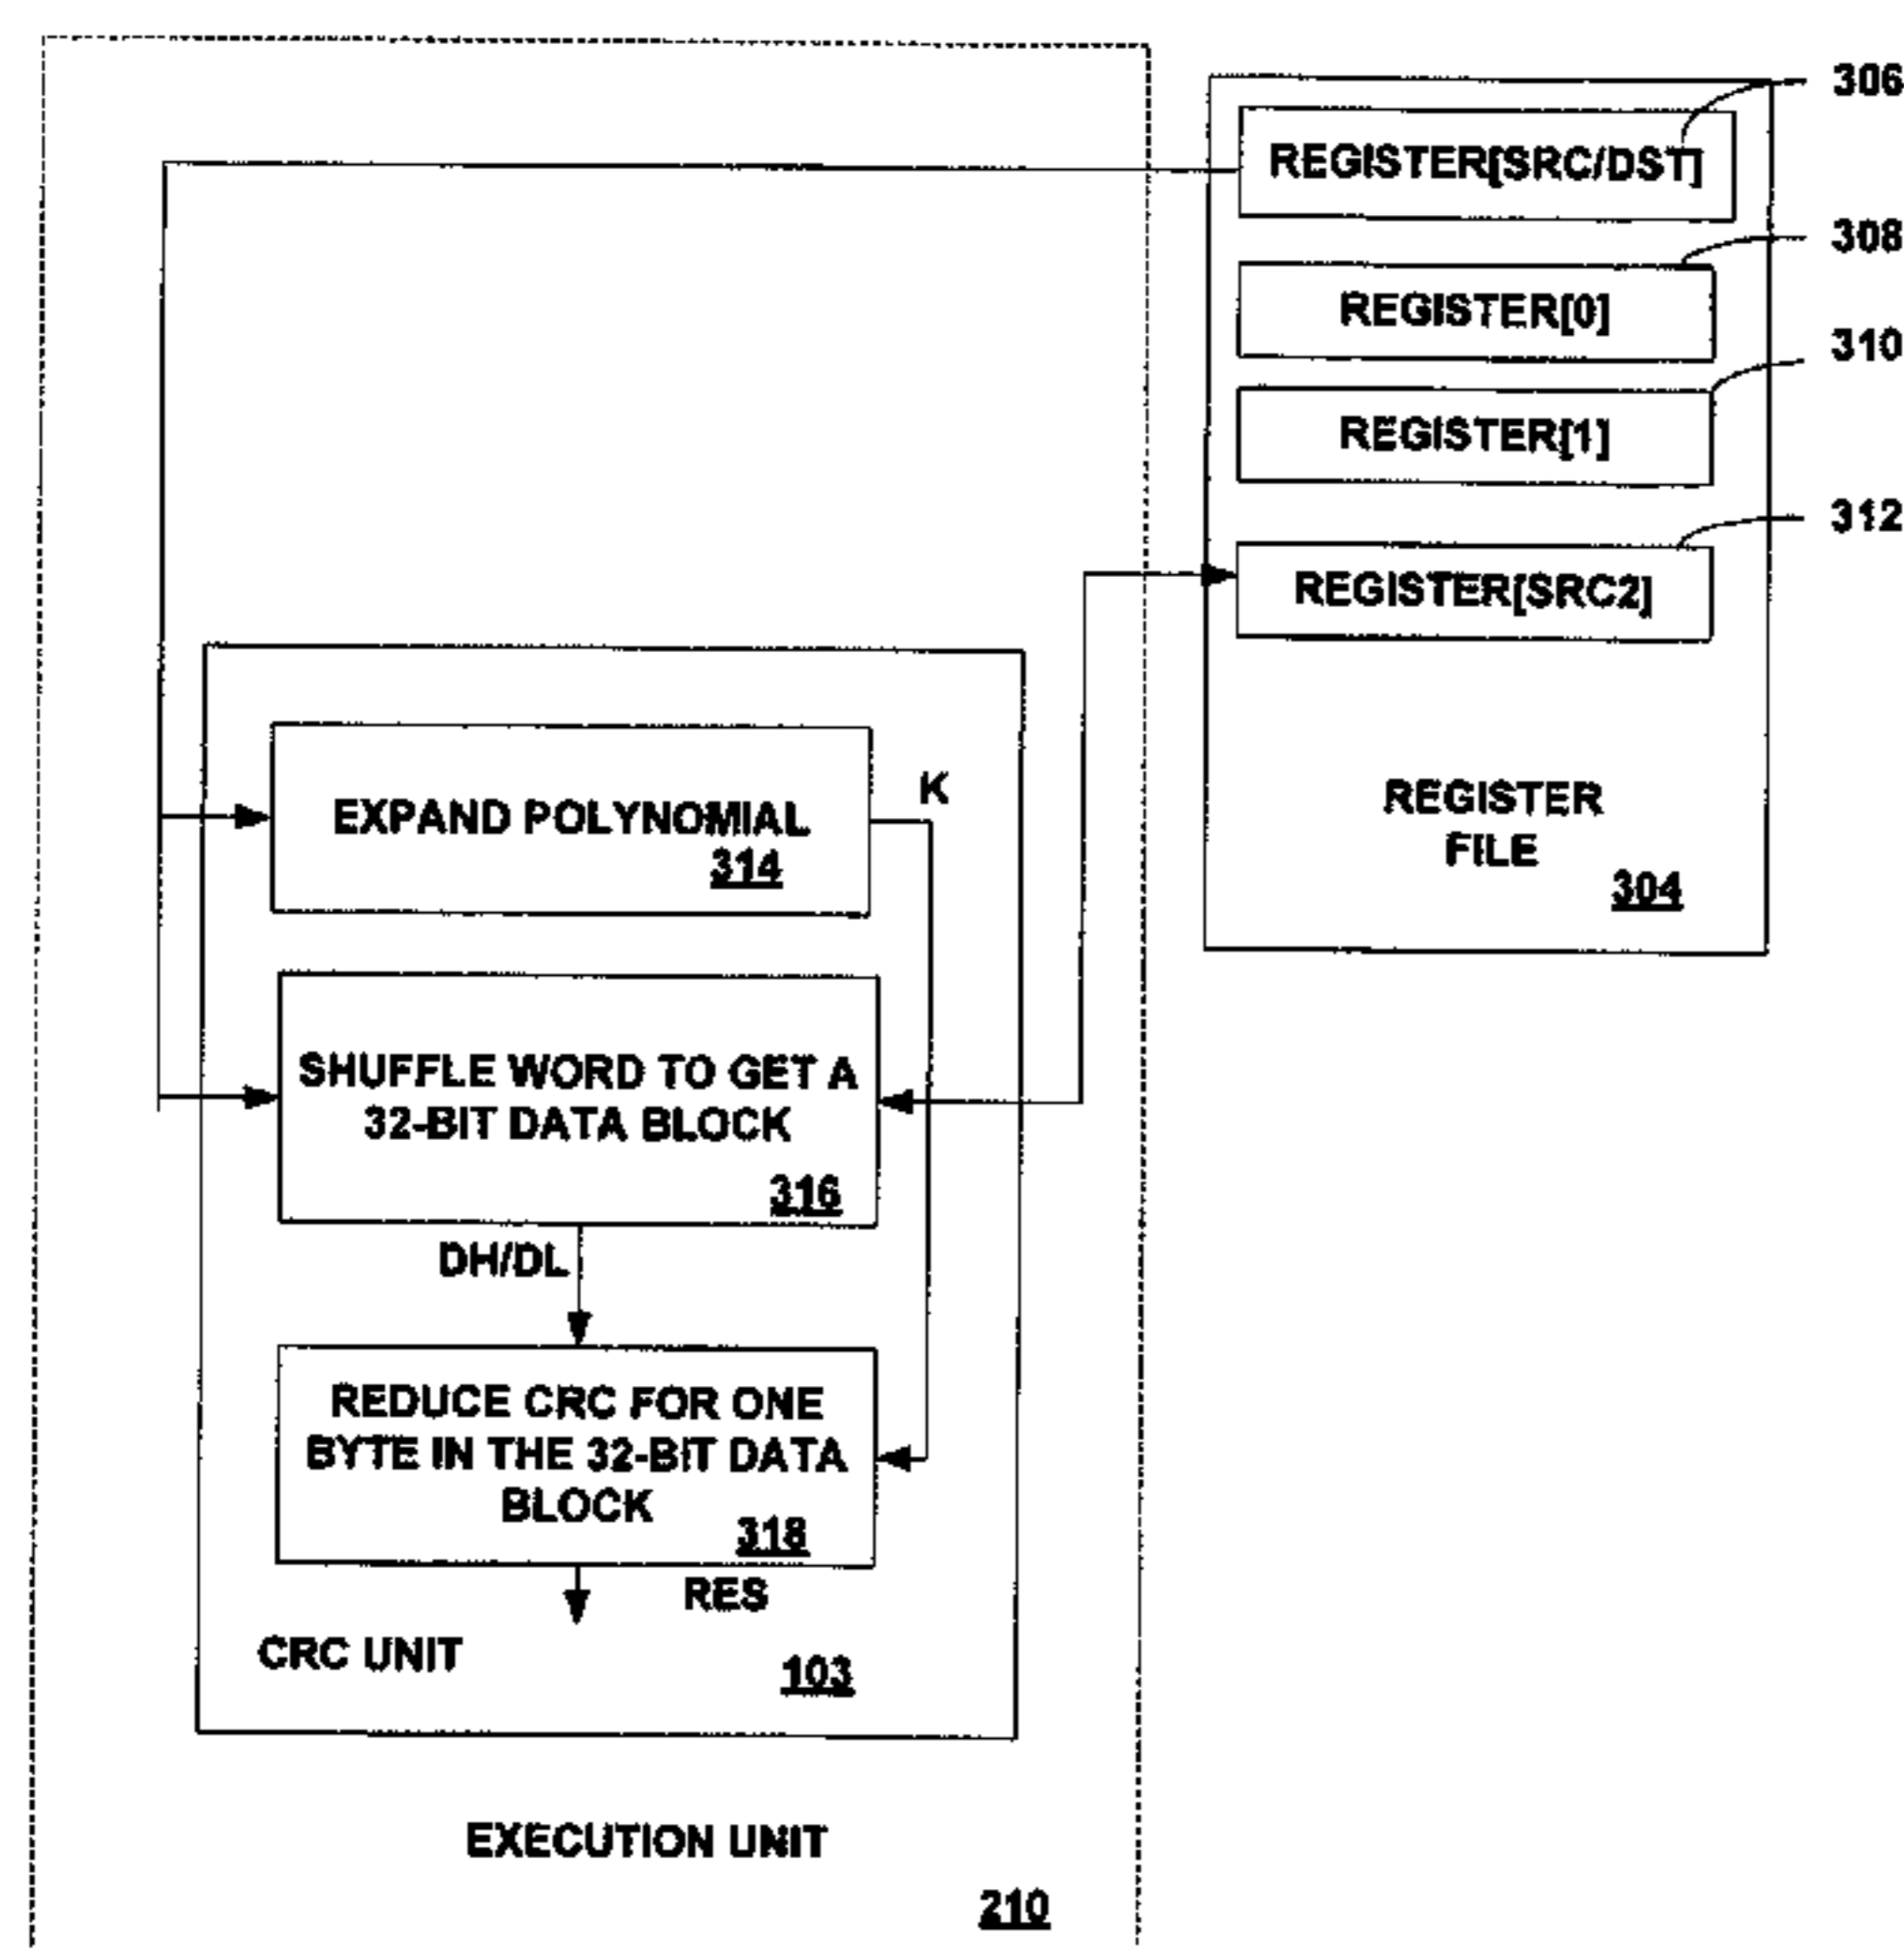 306
REGISTER[SRC/DST]
308
REGISTER[0]
310
REGISTER[1]
312
REGISTER[SRC2]
REGISTER
FILE
304
EXPAND POLYNOMIAL
314
K
SHUFFLE WORD TO GET A
32-BIT DATA BLOCK
316
DH/DL
REDUCE CRC FOR ONE
BYTE IN THE 32-BIT DATA
BLOCK
318
RES
CRC UNIT
103
EXECUTION UNIT
210